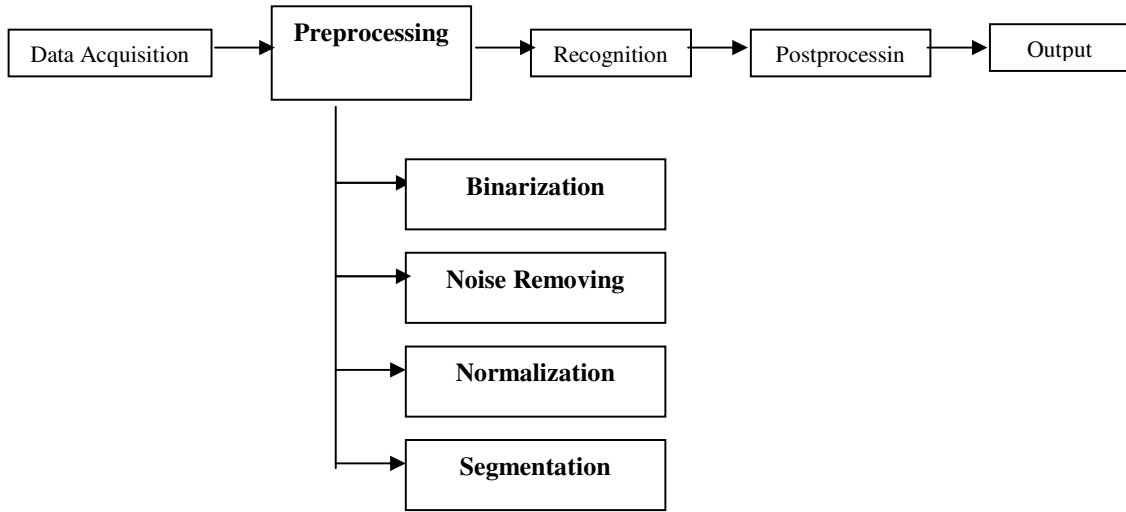 Data Acquisition
Preprocessing
Recognition
Postprocessin
Output
Binarization
Noise Removing
Normalization
Segmentation